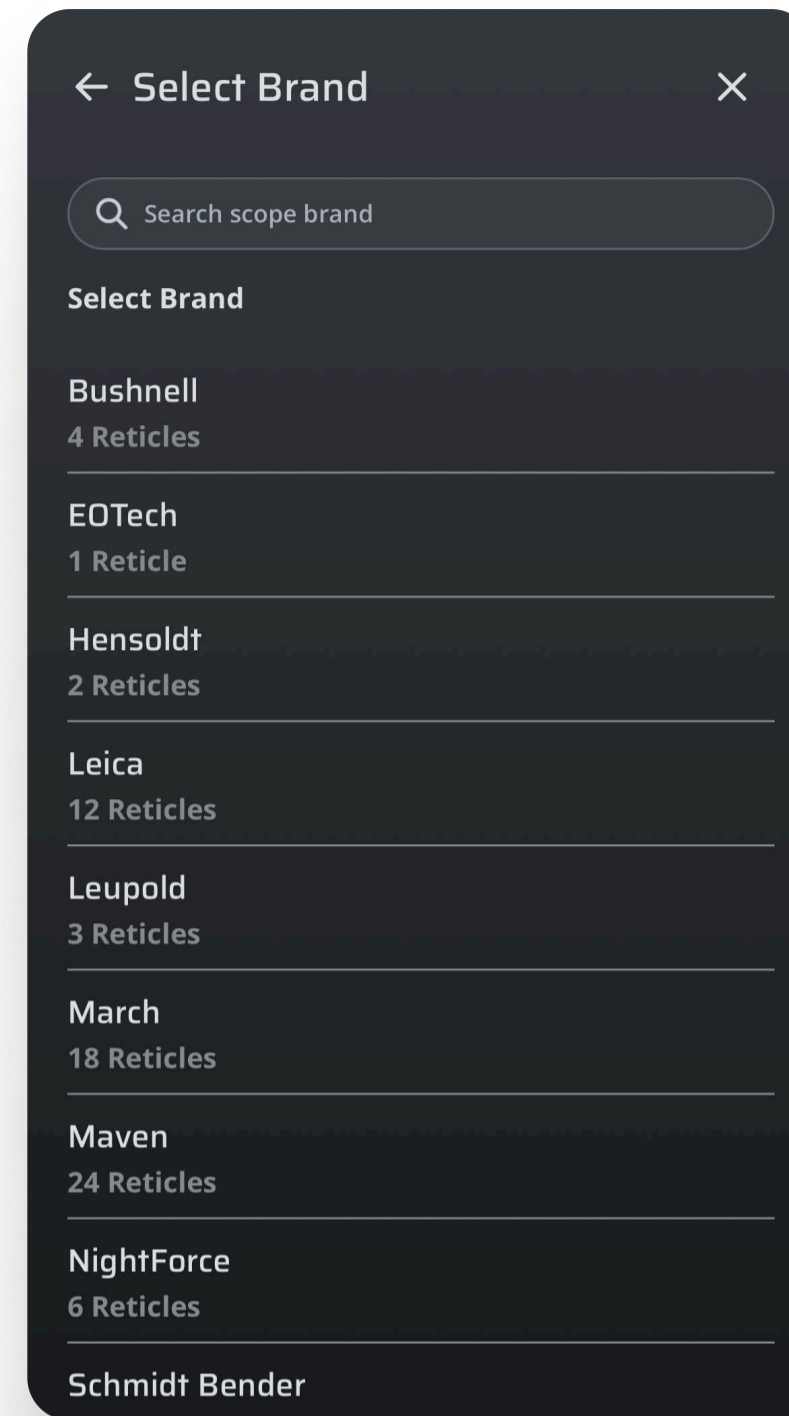 Select Brand
Search scope brand
Select Brand
Bushnell
4 Reticles
EOTech
1 Reticle
Hensoldt
2 Reticles
Leica
12 Reticles
Leupold
3 Reticles
March
18 Reticles
Maven
24 Reticles
NightForce
6 Reticles
Schmidt Bender